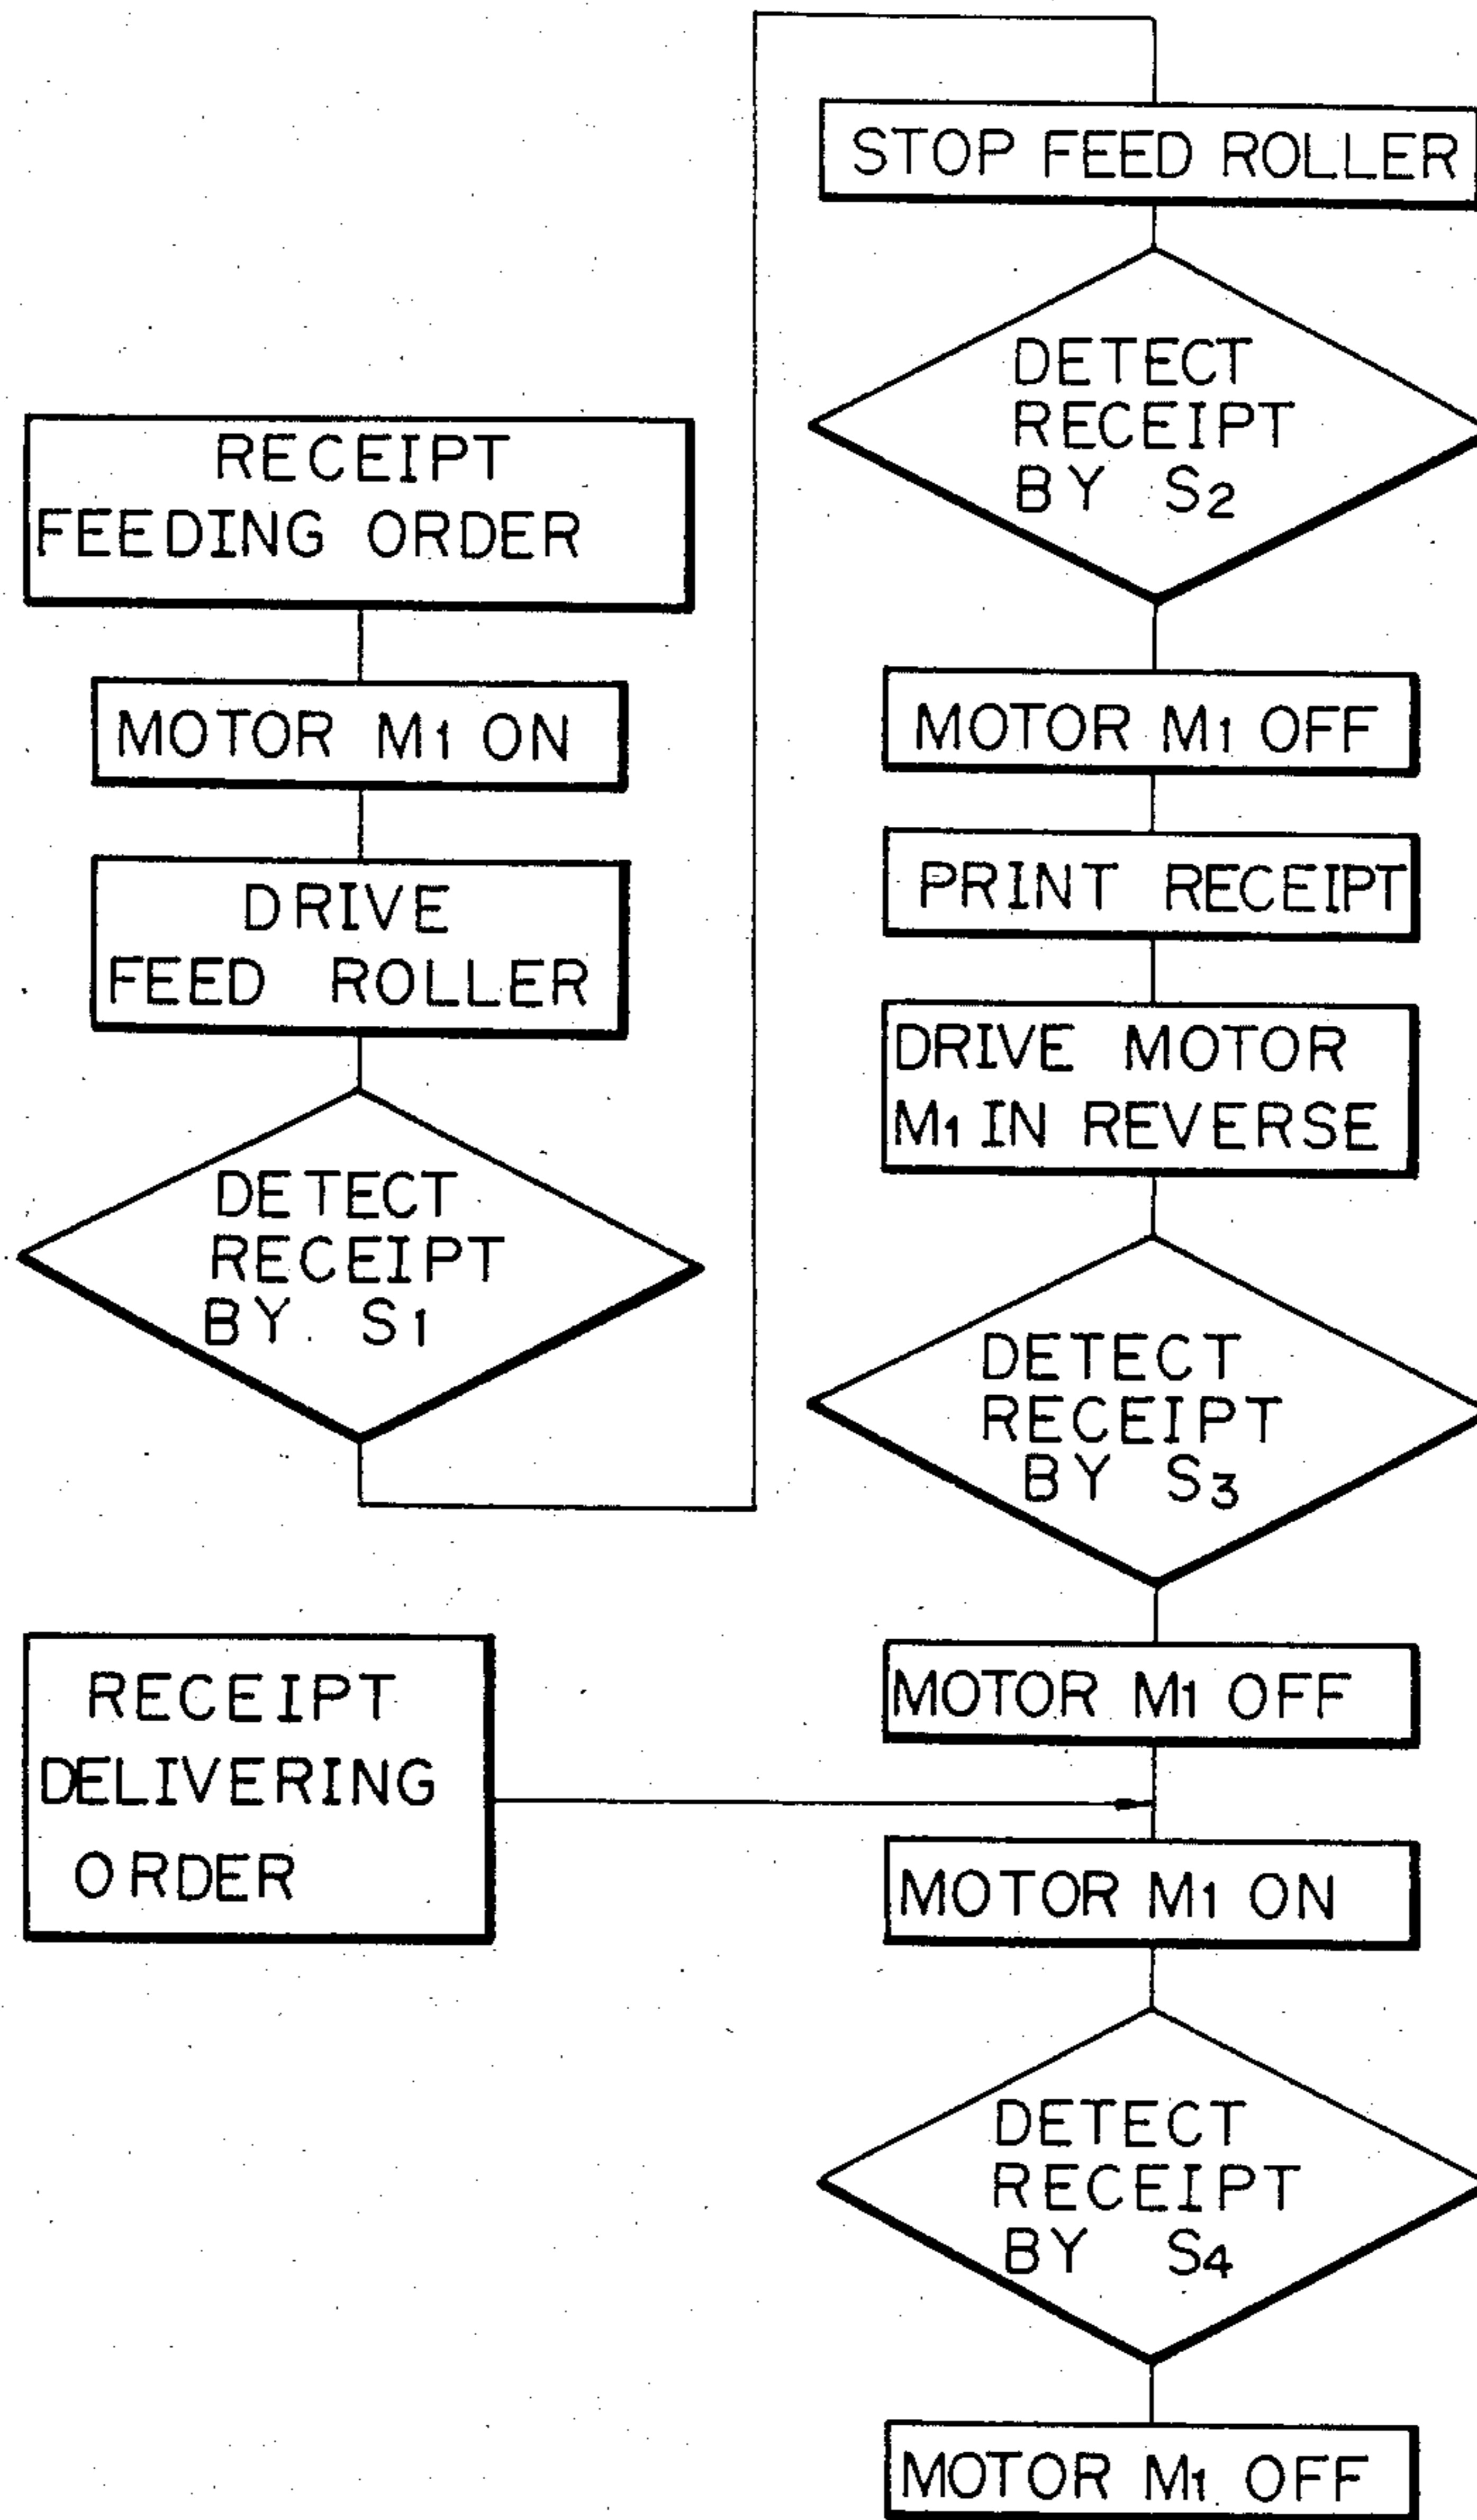 RECEIPT
FEEDING ORDER
MOTOR M1 ON
DRIVE
FEED ROLLER
DETECT
RECEIPT
BY S1
STOP FEED ROLLER
DETECT
RECEIPT
BY S2
MOTOR M1 OFF
PRINT RECEIPT
DRIVE MOTOR
M1 IN REVERSE
DETECT
RECEIPT
BY S3
MOTOR M1 OFF
RECEIPT
DELIVERING
ORDER
MOTOR M1 ON
DETECT
RECEIPT
BY S4
MOTOR M1 OFF